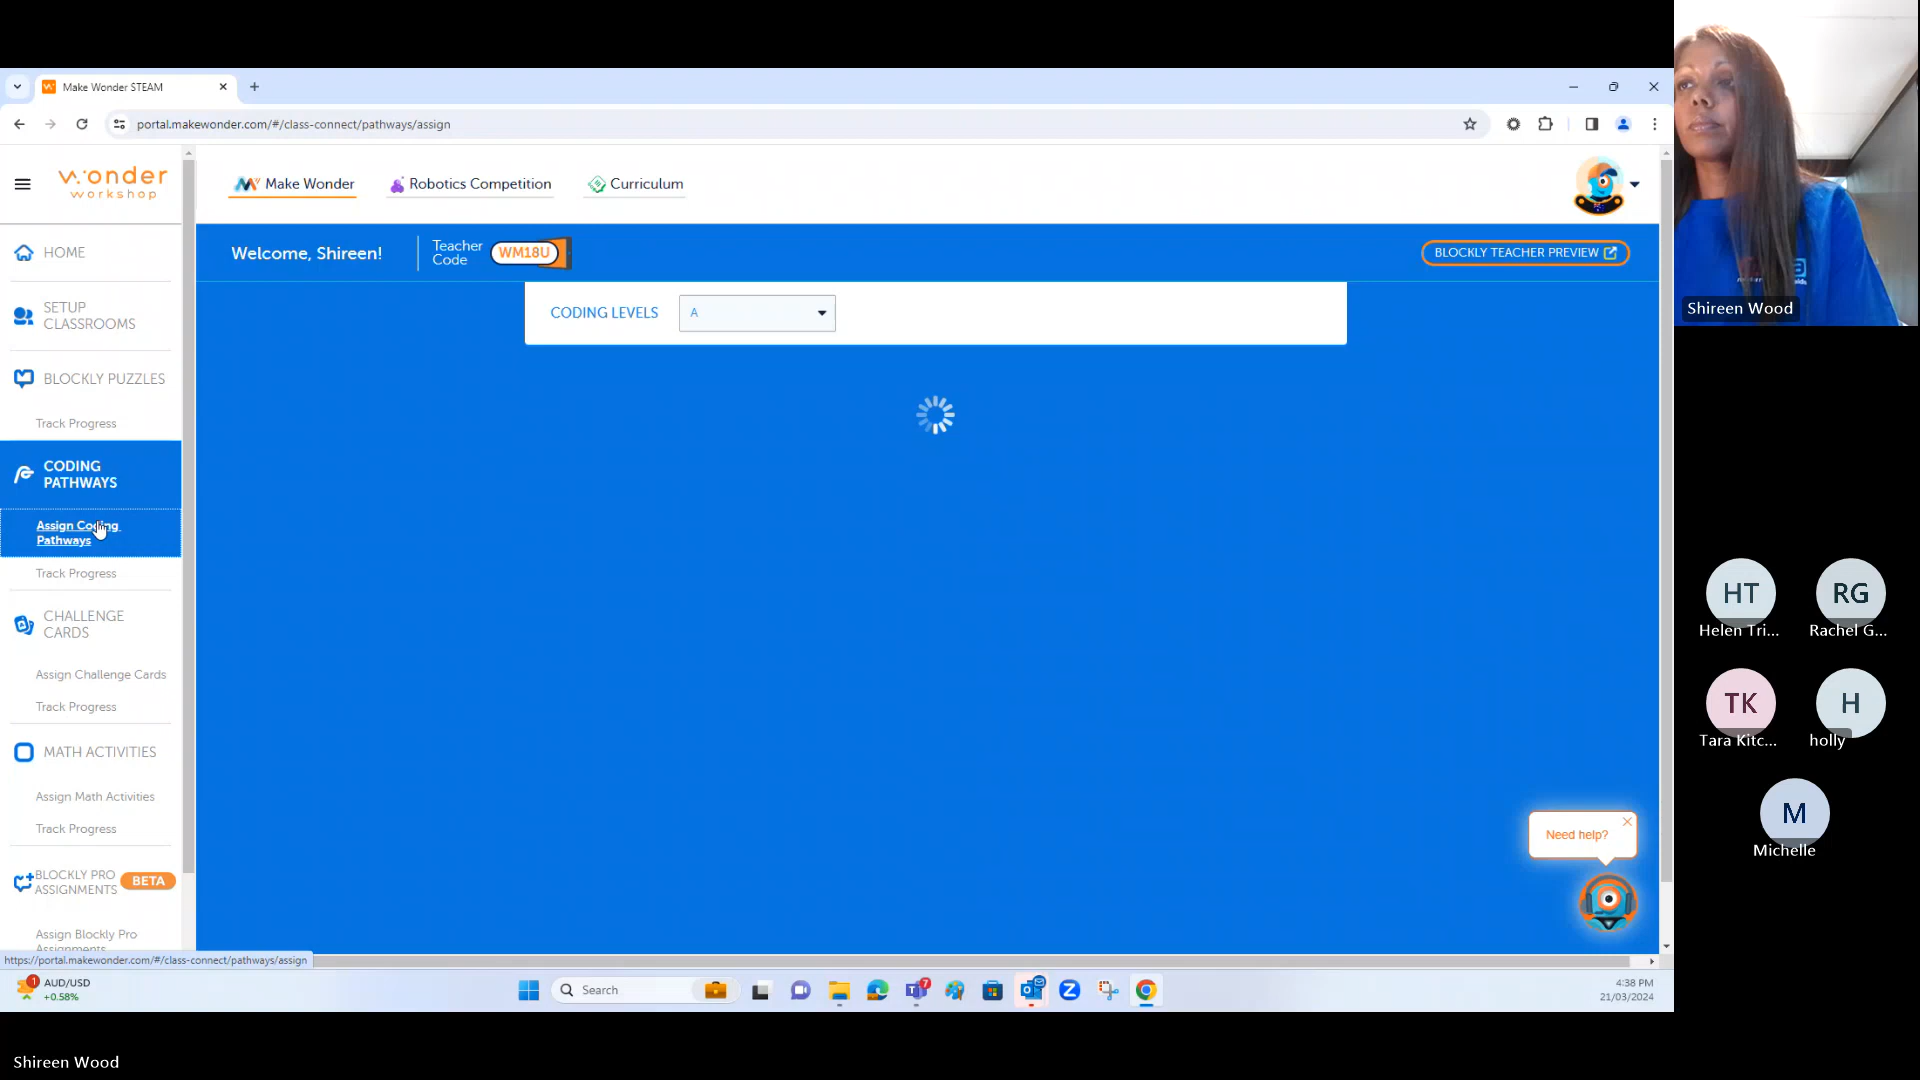 Make Wonder STEAM
portal.makewonder.com/#/class-connect/pathways/assign
wonder
workshop
Make Wonder
Robotics Competition
Curriculum
Welcome, Shireen!
Teacher
Code
WM18U
BLOCKLY TEACHER PREVIEW
HOME
SETUP
CLASSROOMS
BLOCKLY PUZZLES
Track Progress
CODING
PATHWAYS
Assign Coding
Pathways
Track Progress
CHALLENGE
CARDS
Assign Challenge Cards
Track Progress
MATH ACTIVITIES
Assign Math Activities
Track Progress
BLOCKLY PRO
ASSIGNMENTS
BETA
Assign Blockly Pro
Assignments
CODING LEVELS
A
Need help?
https://portal.makewonder.com/#/class-connect/pathways/assign
1
AUD/USD
+0.58%
Search
7
4:38 PM
21/03/2024
Shireen Wood
HT
Helen Tri...
RG
Rachel G...
TK
Tara Kitc...
H
holly
M
Michelle
Shireen Wood